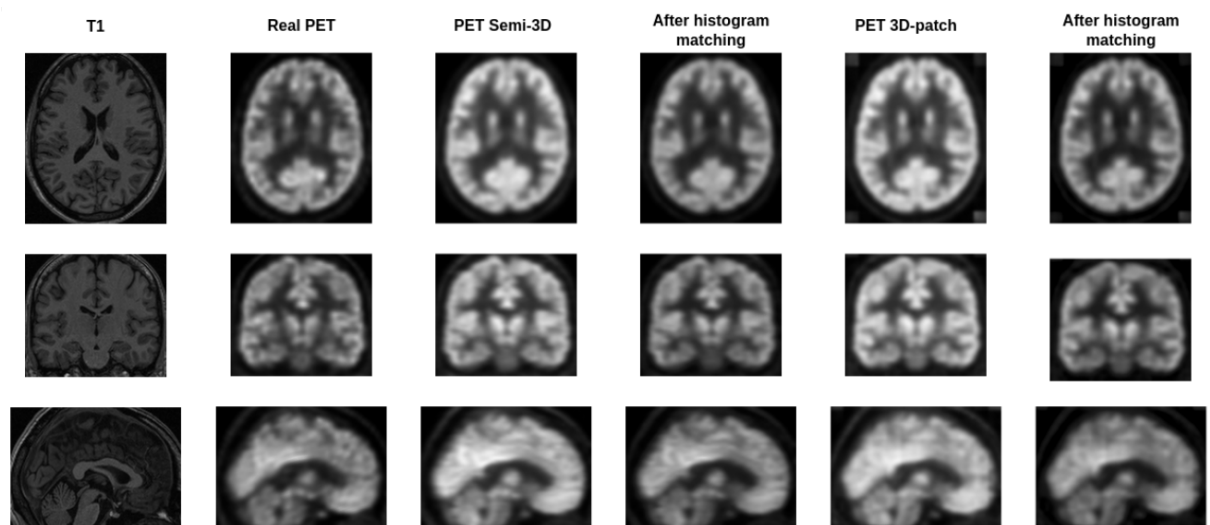 T1
Real PET
PET Semi-3D
After histogram
matching
PET 3D-patch
After histogram
matching